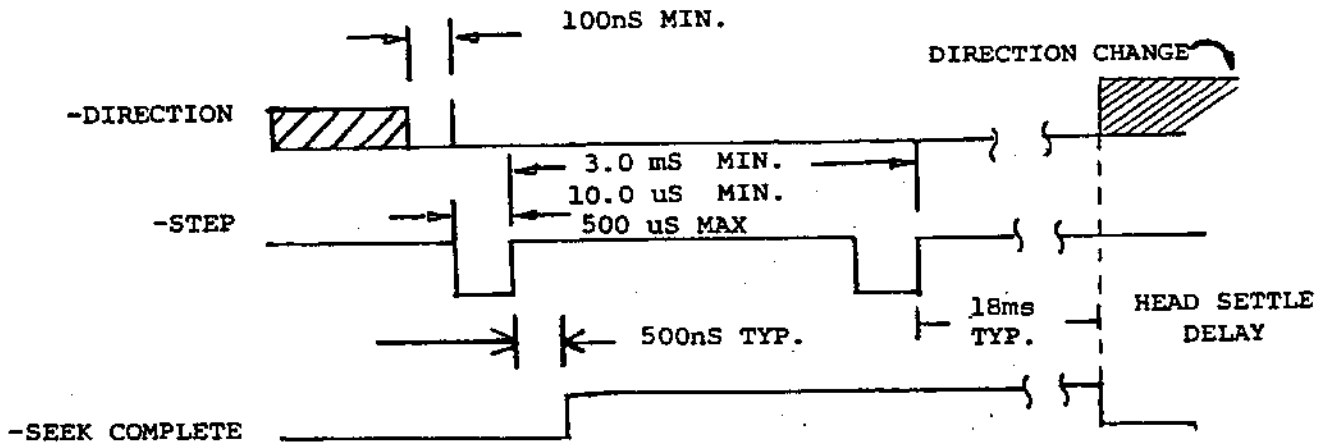 100nS MIN.
DIRECTION CHANGE
-DIRECTION
3.0 mS MIN.
10.0 uS MIN.
-STEP
500 uS MAX
18ms
TYP.
HEAD SETTLE
DELAY
500nS TYP.
-SEEK COMPLETE